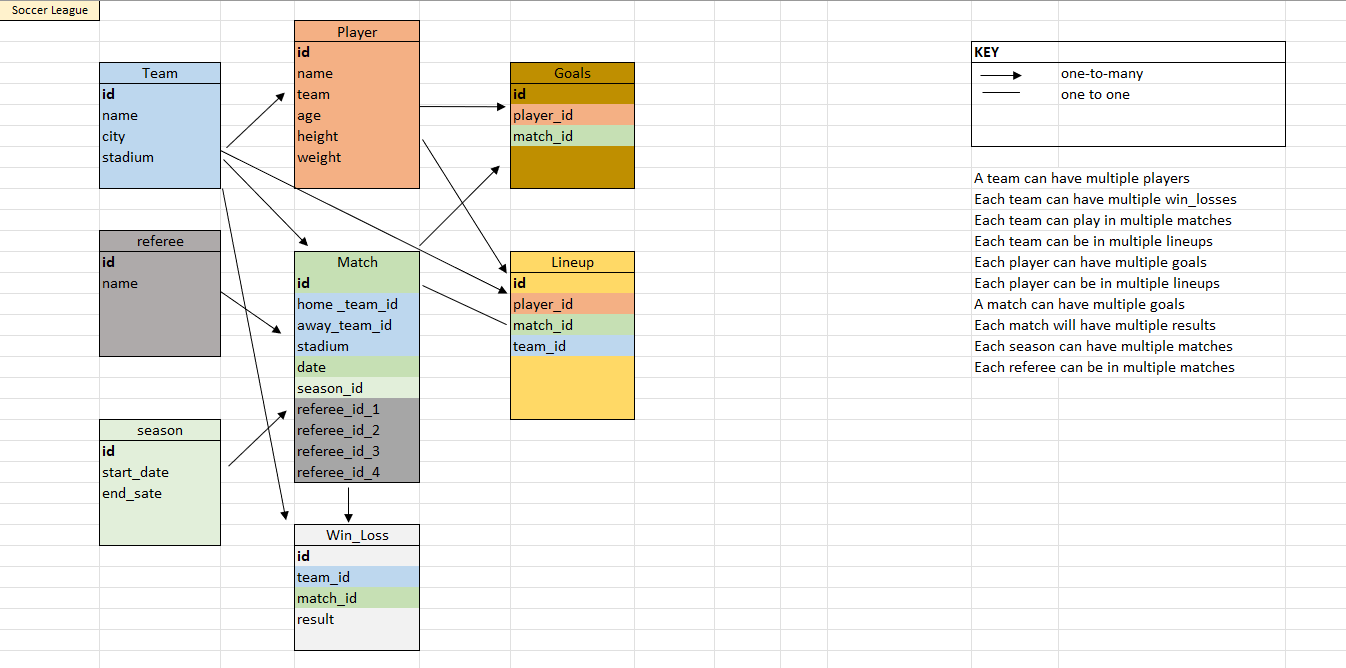 Soccer League
Player
id
name
team
age
height
weight
Team
id
name
city
stadium
Goals
id
player_id
match_id
KEY
one-to-many
one to one
A team can have multiple players
Each team can have multiple win_losses
Each team can play in multiple matches
Each team can be in multiple lineups
Each player can have multiple goals
Each player can be in multiple lineups
A match can have multiple goals
Each match will have multiple results
Each season can have multiple matches
Each referee can be in multiple matches
referee
id
name
Match
id
home _team_id
away_team_id
stadium
date
season_id
referee_id_1
referee_id_2
referee_id_3
referee_id_4
Lineup
id
player_id
match_id
team_id
season
id
start_date
end_sate
Win_Loss
id
team_id
match_id
result